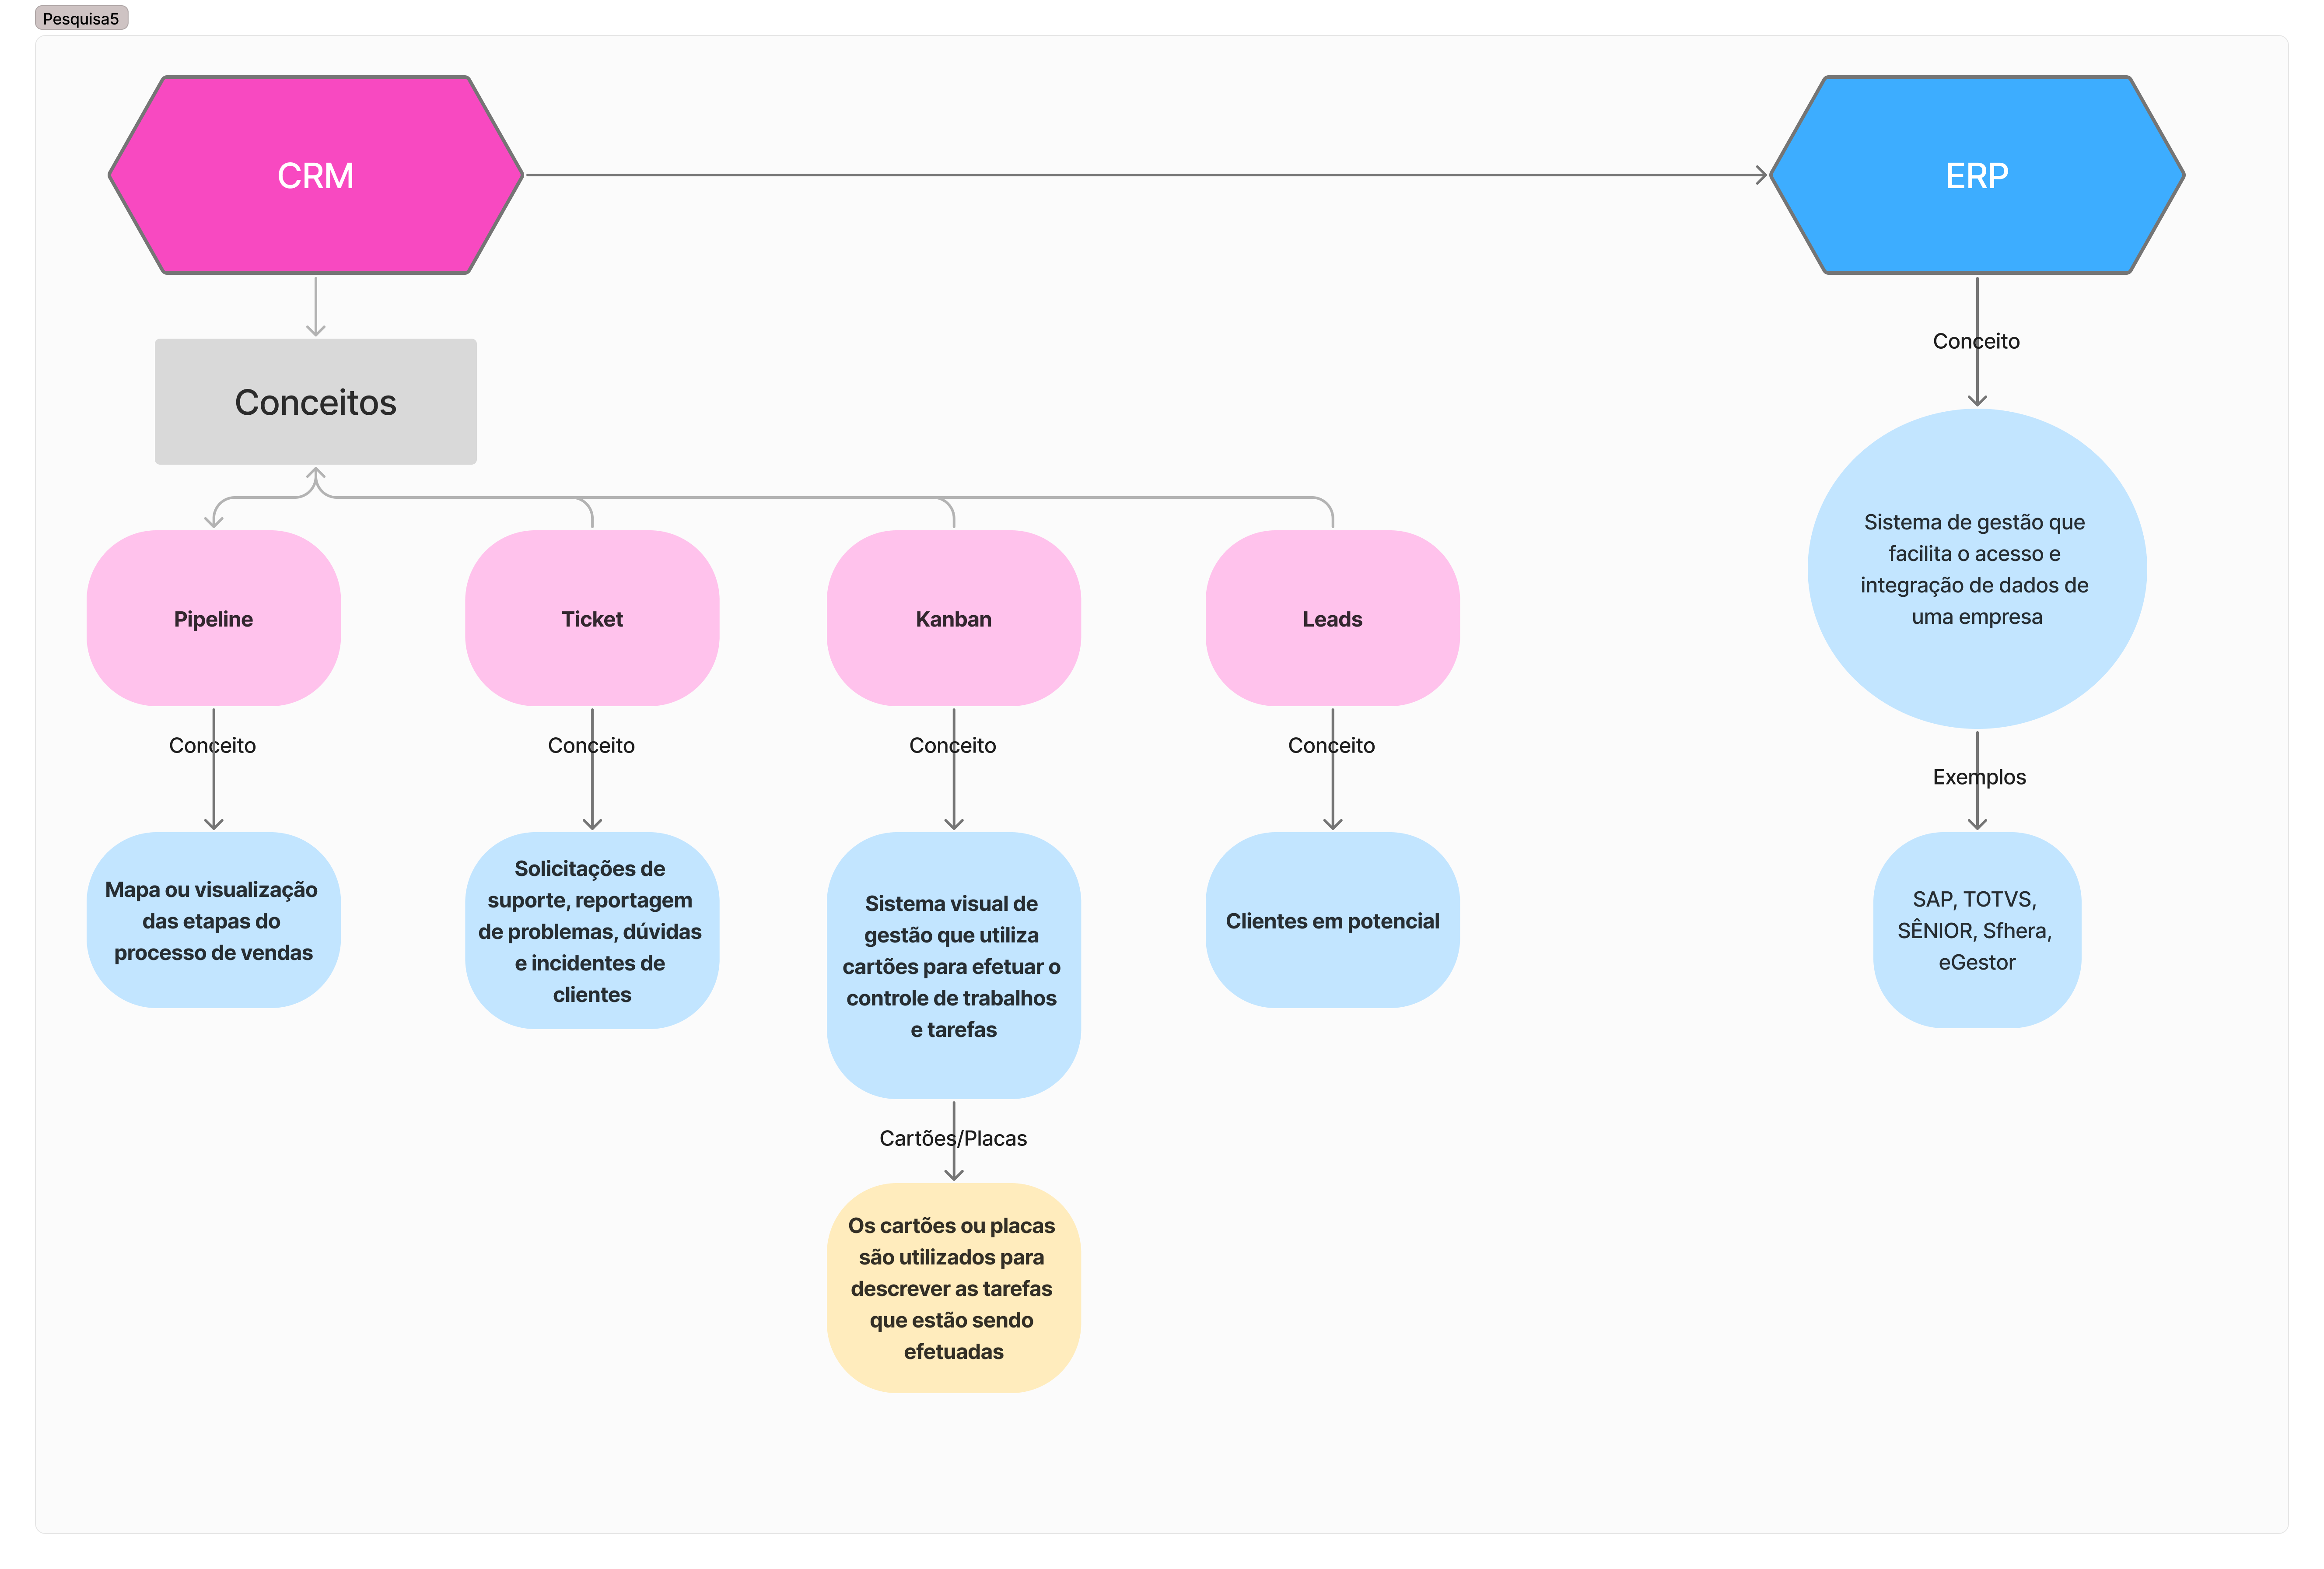 Pesquisa5
CRM
ERP
Conceitos
Conceito
Sistema de gestão que
facilita o acesso e
integração de dados de
uma empresa
Pipeline
Ticket
Kanban
Leads
Conceito
Conceito
Conceito
Conceito
Exemplos
Mapa ou visualização
das etapas do
processo de vendas
Solicitações de
suporte, reportagem
de problemas, dúvidas
e incidentes de
clientes
Sistema visual de
gestão que utiliza
cartões para efetuar o
controle de trabalhos
e tarefas
Clientes em potencial
SAP, TOTVS,
SÊNIOR, Sfhera,
eGestor
Cartões/Placas
Os cartões ou placas
são utilizados para
descrever as tarefas
que estão sendo
efetuadas